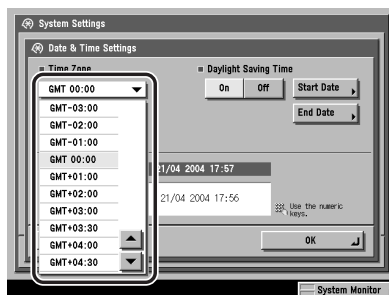 System Settings
Date & Time Settings
Time Zone
Daylight Saving Time
GMT 00:00
On
Off
Start Date
End Date
GMT-03:00
GMT-02:00
GMT-01:00
GMT 00:00
GMT+01:00
GMT+02:00
GMT+03:00
GMT+03:30
GMT+04:00
GMT+04:30
21/04 2004 17:57
21/04 2004 17:56
Use the numeric
keys.
OK
System Monitor